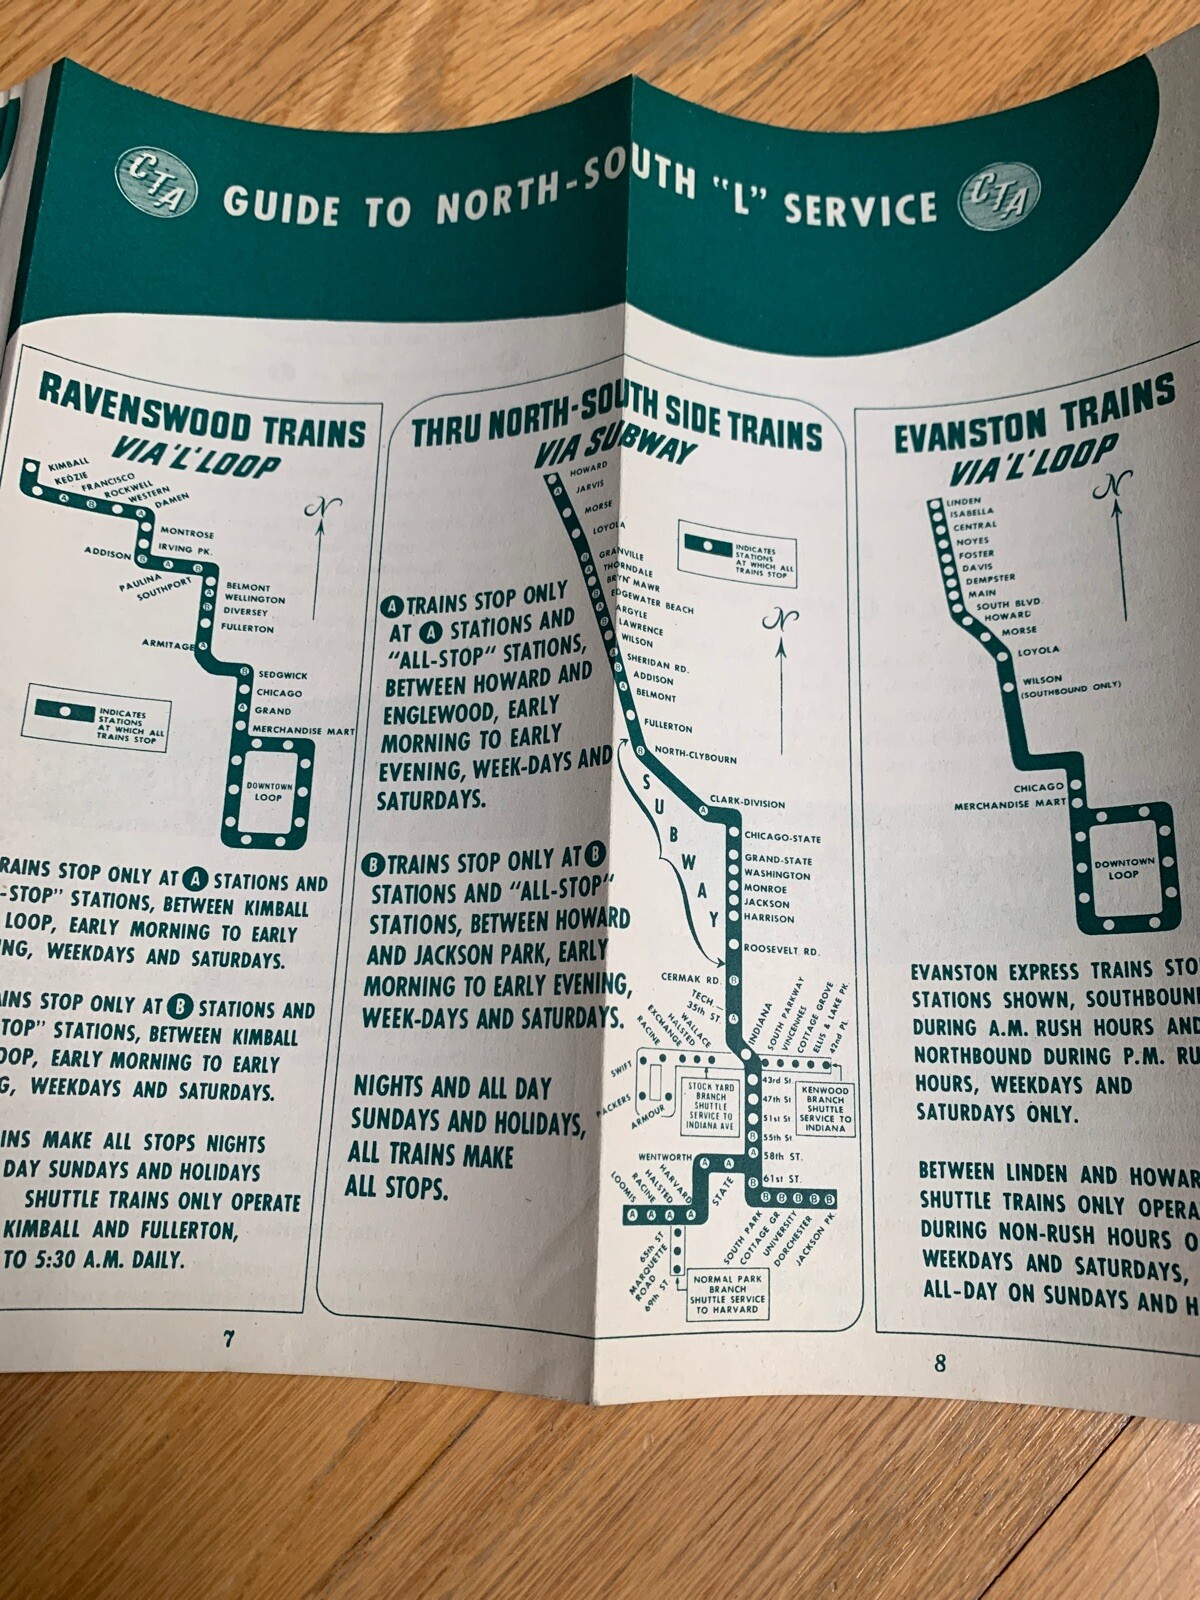 CTA
GUIDE TO NORTH-SOUTH "L" SERVICE
CTA
RAVENSWOOD TRAINS
VIA 'L' LOOP
KIMBALL
KEDZIE
FRANCISCO
ROCKWELL
WESTERN
DAMEN
N
MONTROSE
IRVING PK.
ADDISON
PAULINA
SOUTHPORT
BELMONT
WELLINGTON
DIVERSEY
FULLERTON
ARMITAGE
SEDGWICK
CHICAGO
GRAND
MERCHANDISE MART
INDICATES
STATIONS
AT WHICH ALL
TRAINS STOP
DOWNTOWN
LOOP
RAINS STOP ONLY AT A STATIONS AND
-STOP" STATIONS, BETWEEN KIMBALL
LOOP, EARLY MORNING TO EARLY
NG, WEEKDAYS AND SATURDAYS.
INS STOP ONLY AT B STATIONS AND
TOP" STATIONS, BETWEEN KIMBALL
OOP, EARLY MORNING TO EARLY
G, WEEKDAYS AND SATURDAYS.
INS MAKE ALL STOPS NIGHTS
DAY SUNDAYS AND HOLIDAYS
SHUTTLE TRAINS ONLY OPERATE
KIMBALL AND FULLERTON,
TO 5:30 A.M. DAILY.
7
THRU NORTH-SOUTH SIDE TRAINS
VIA SUBWAY
A TRAINS STOP ONLY
AT A STATIONS AND
"ALL-STOP" STATIONS,
BETWEEN HOWARD AND
ENGLEWOOD, EARLY
MORNING TO EARLY
EVENING, WEEK-DAYS AND
SATURDAYS.
B TRAINS STOP ONLY AT B
STATIONS AND "ALL-STOP"
STATIONS, BETWEEN HOWARD
AND JACKSON PARK, EARLY
MORNING TO EARLY EVENING,
WEEK-DAYS AND SATURDAYS.
NIGHTS AND ALL DAY
SUNDAYS AND HOLIDAYS,
ALL TRAINS MAKE
ALL STOPS.
HOWARD
JARVIS
MORSE
LOYOLA
GRANVILLE
THORNDALE
BRYN MAWR
EDGEWATER BEACH
ARGYLE
LAWRENCE
WILSON
SHERIDAN RD.
ADDISON
BELMONT
FULLERTON
NORTH-CLYBOURN
CLARK-DIVISION
CHICAGO-STATE
GRAND-STATE
WASHINGTON
MONROE
JACKSON
HARRISON
ROOSEVELT RD.
CERMAK RD.
TECH.
35th ST.
SUBWAY
INDICATES
STATIONS
AT WHICH ALL
TRAINS STOP
N
INDIANA
SOUTH PARKWAY
VINCENNES
COTTAGE GROVE
ELLIS & LAKE PK.
42nd PL.
WALLACE
HALSTED
EXCHANGE
RACINE
SWIFT
PACKERS
ARMOUR
STOCK YARD
BRANCH
SHUTTLE
SERVICE TO
INDIANA AVE
KENWOOD
BRANCH
SHUTTLE
SERVICE TO
INDIANA
43rd St
47th St
51st St
55th St
58th ST.
61st ST.
WENTWORTH
STATE
HARVARD
HALSTED
RACINE
LOOMIS
SOUTH PARK
COTTAGE GR
UNIVERSITY
DORCHESTER
JACKSON PK.
65th ST
MARQUETTE
ROAD
69th ST.
NORMAL PARK
BRANCH
SHUTTLE SERVICE
TO HARVARD
EVANSTON TRAINS
VIA 'L' LOOP
LINDEN
ISABELLA
CENTRAL
NOYES
FOSTER
DAVIS
DEMPSTER
MAIN
SOUTH BLVD.
HOWARD
MORSE
LOYOLA
WILSON
(SOUTHBOUND ONLY)
N
CHICAGO
MERCHANDISE MART
DOWNTOWN
LOOP
EVANSTON EXPRESS TRAINS STO
STATIONS SHOWN, SOUTHBOUN
DURING A.M. RUSH HOURS AND
NORTHBOUND DURING P.M. RU
HOURS, WEEKDAYS AND
SATURDAYS ONLY.
BETWEEN LINDEN AND HOWAR
SHUTTLE TRAINS ONLY OPERA
DURING NON-RUSH HOURS O
WEEKDAYS AND SATURDAYS,
ALL-DAY ON SUNDAYS AND H
8